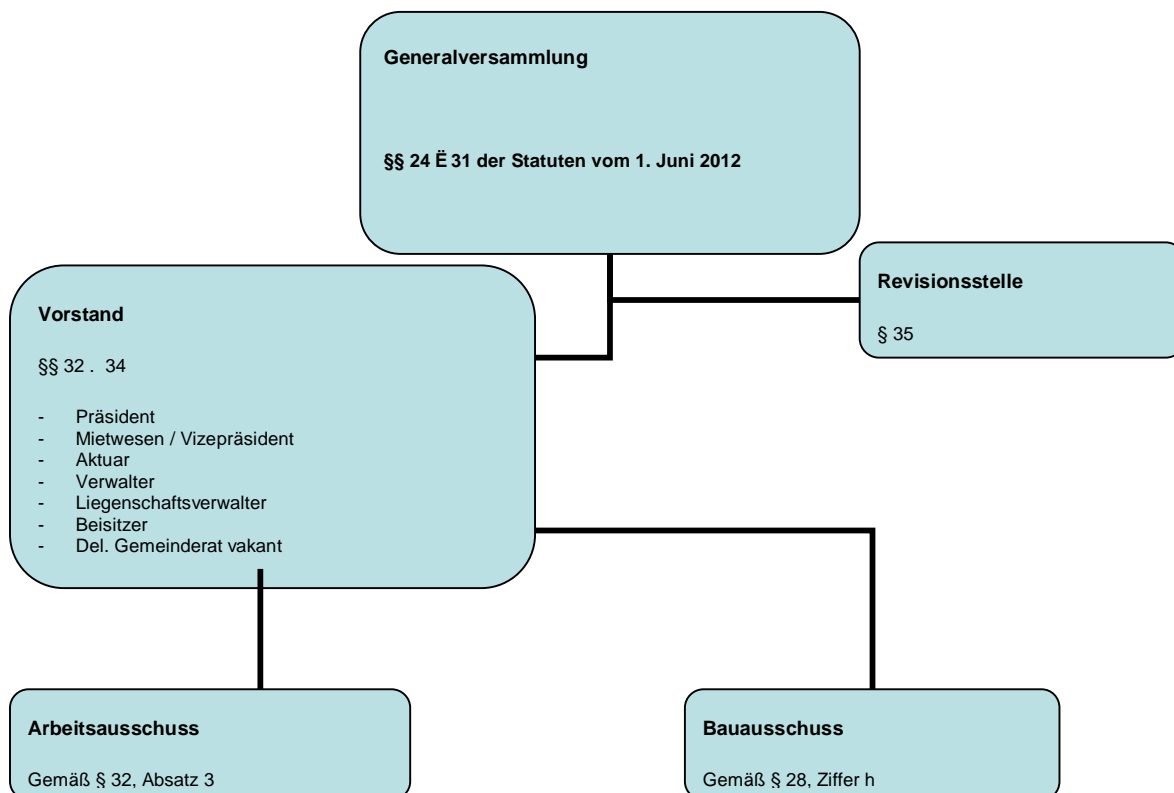 Generalversammlung
§§ 24 Ë 31 der Statuten vom 1. Juni 2012
Revisionsstelle
§ 35
Vorstand
§§ 32 . 34
- Präsident
- Mietwesen / Vizepräsident
- Aktuar
- Verwalter
- Liegenschaftsverwalter
- Beisitzer
- Del. Gemeinderat vakant
Arbeitsausschuss
Gemäß § 32, Absatz 3
Bauausschuss
Gemäß § 28, Ziffer h